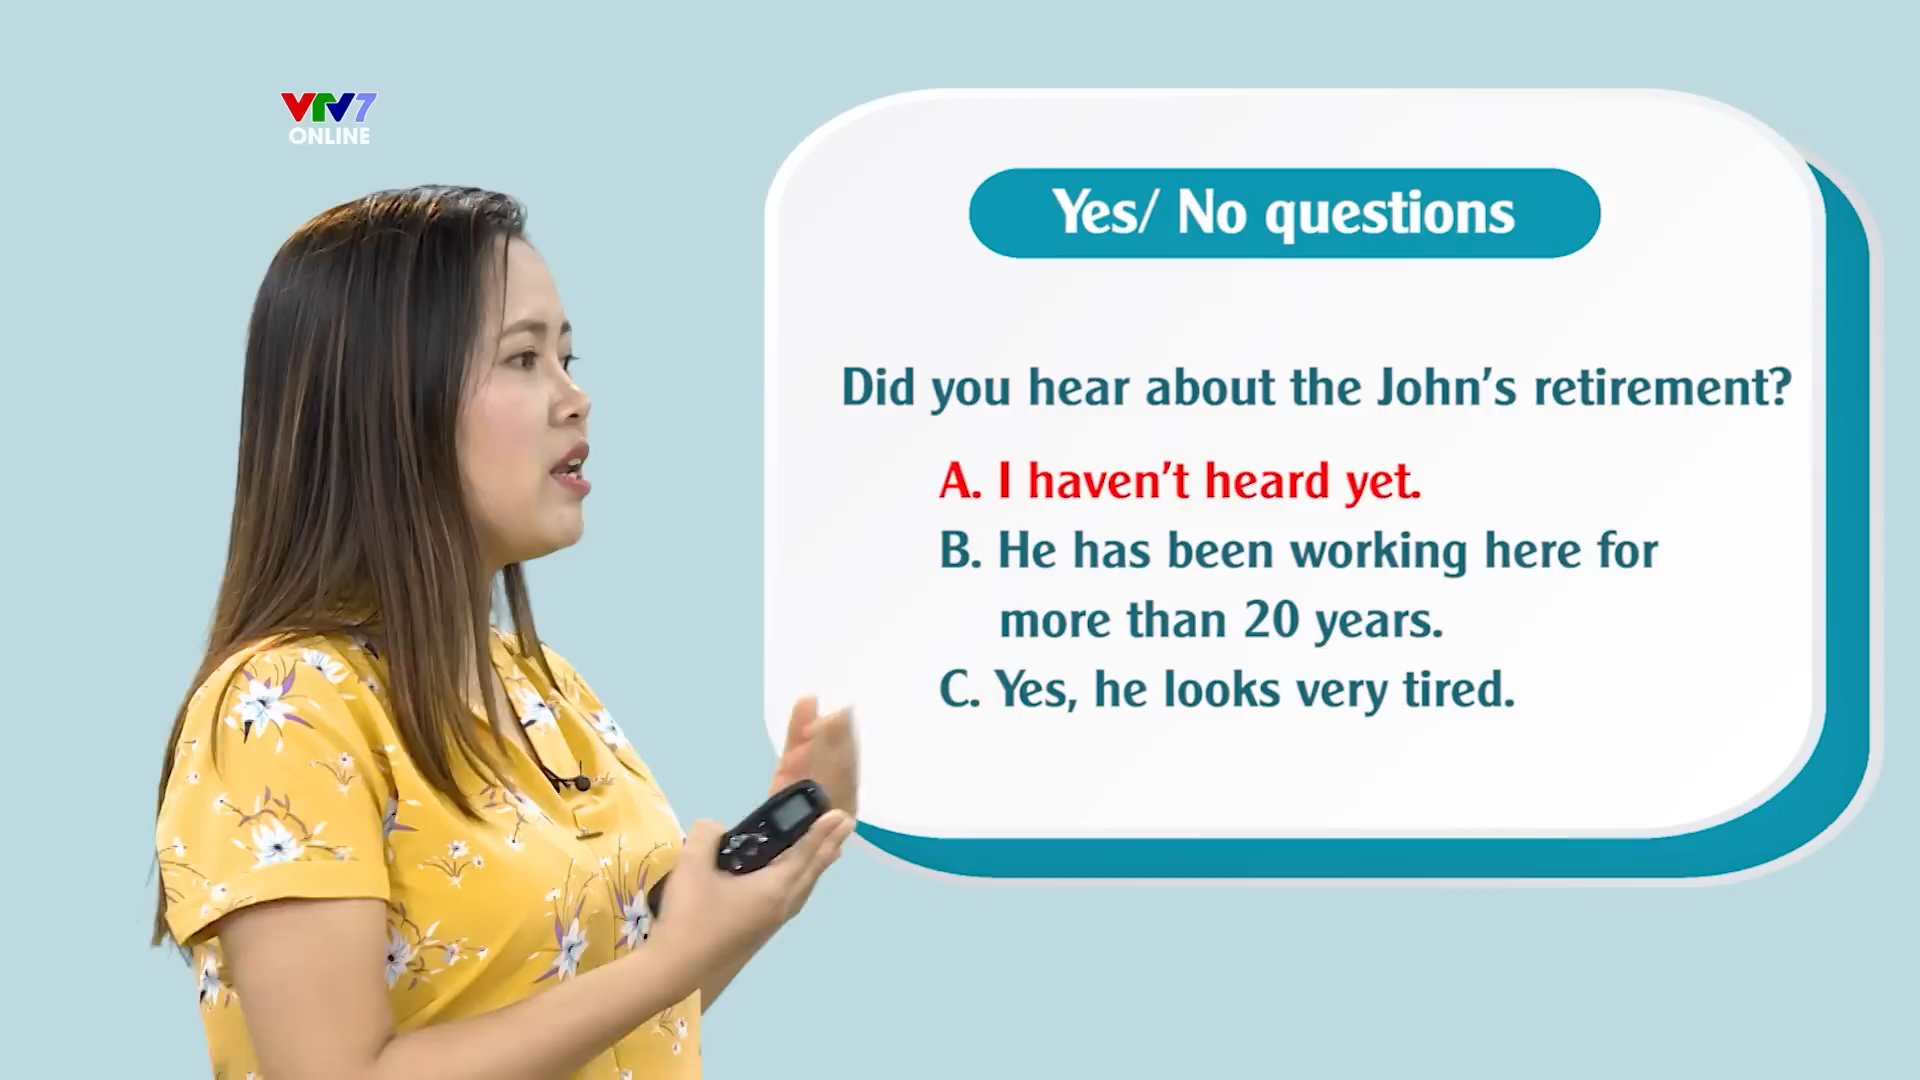 VTV7
ONLINE
Yes/ No questions
Did you hear about the John's retirement?
A. I haven't heard yet.
B. He has been working here for
more than 20 years.
C. Yes, he looks very tired.